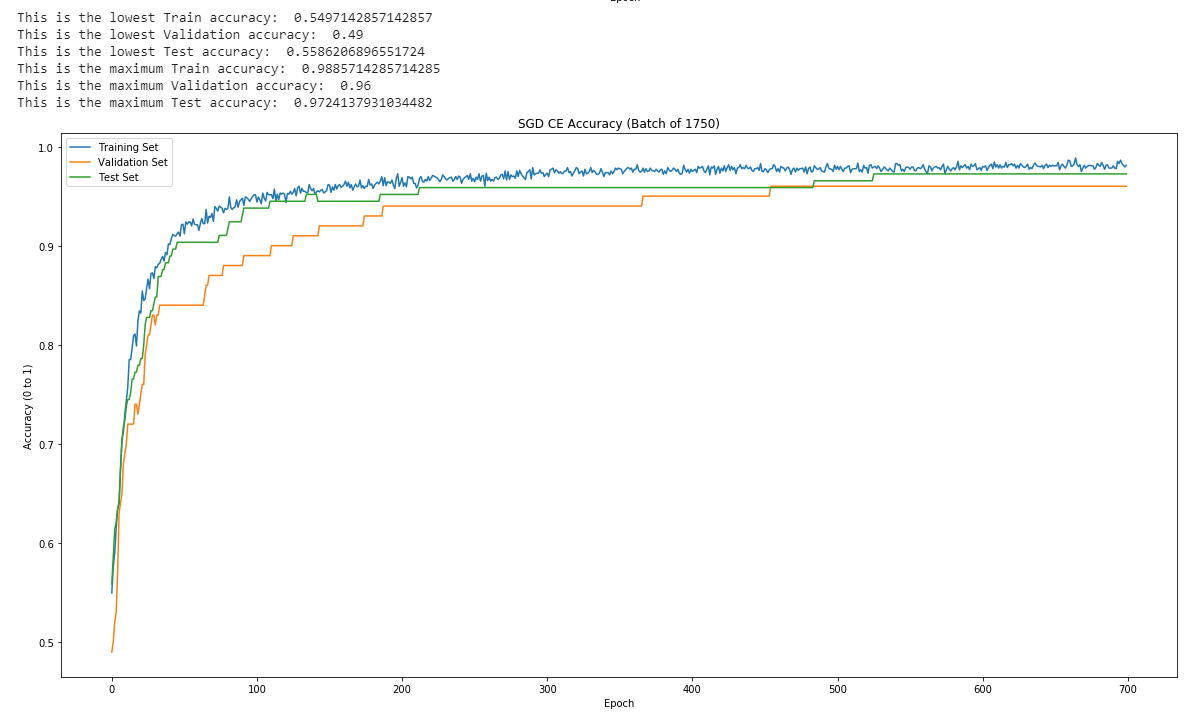 Epoch
This is the lowest Train accuracy:  0.5497142857142857
This is the lowest Validation accuracy:  0.49
This is the lowest Test accuracy:  0.5586206896551724
This is the maximum Train accuracy:  0.9885714285714285
This is the maximum Validation accuracy:  0.96
This is the maximum Test accuracy:  0.9724137931034482
SGD CE Accuracy (Batch of 1750)
Training Set
Validation Set
Test Set
1.0
0.9
0.8
0.7
0.6
0.5
Accuracy (0 to 1)
0 100 200 300 400 500 600 700
Epoch